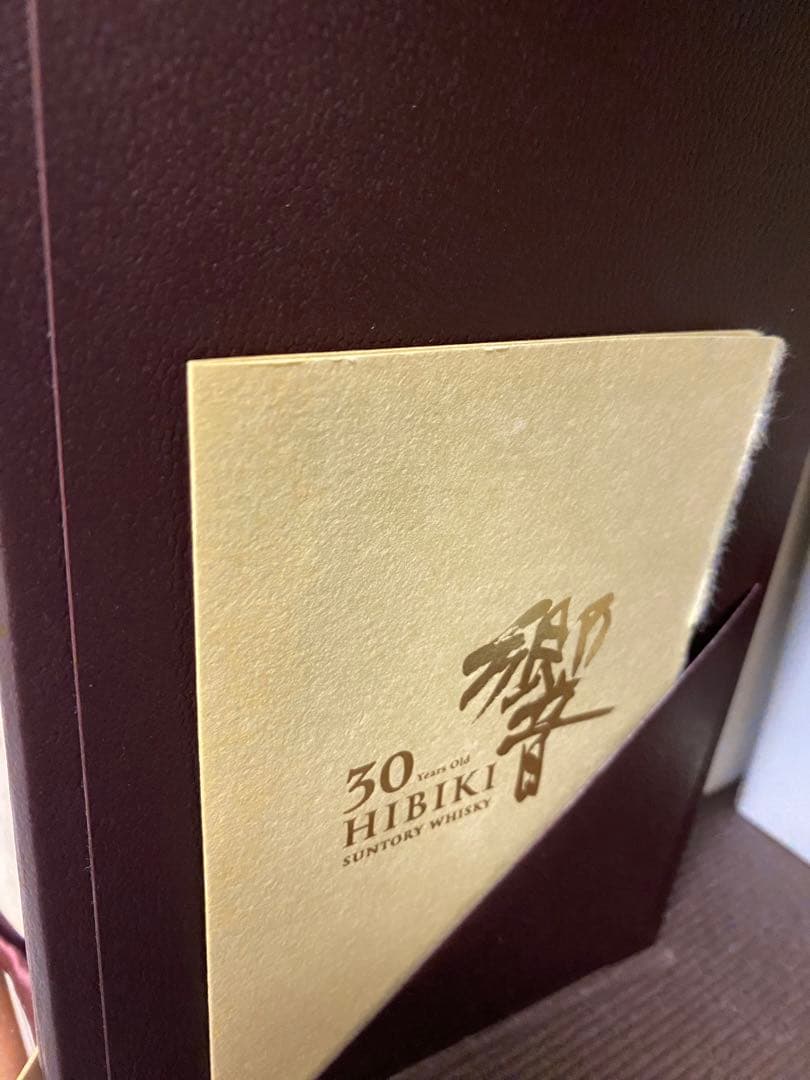 響
30 Years Old
HIBIKI
SUNTORY WHISKY